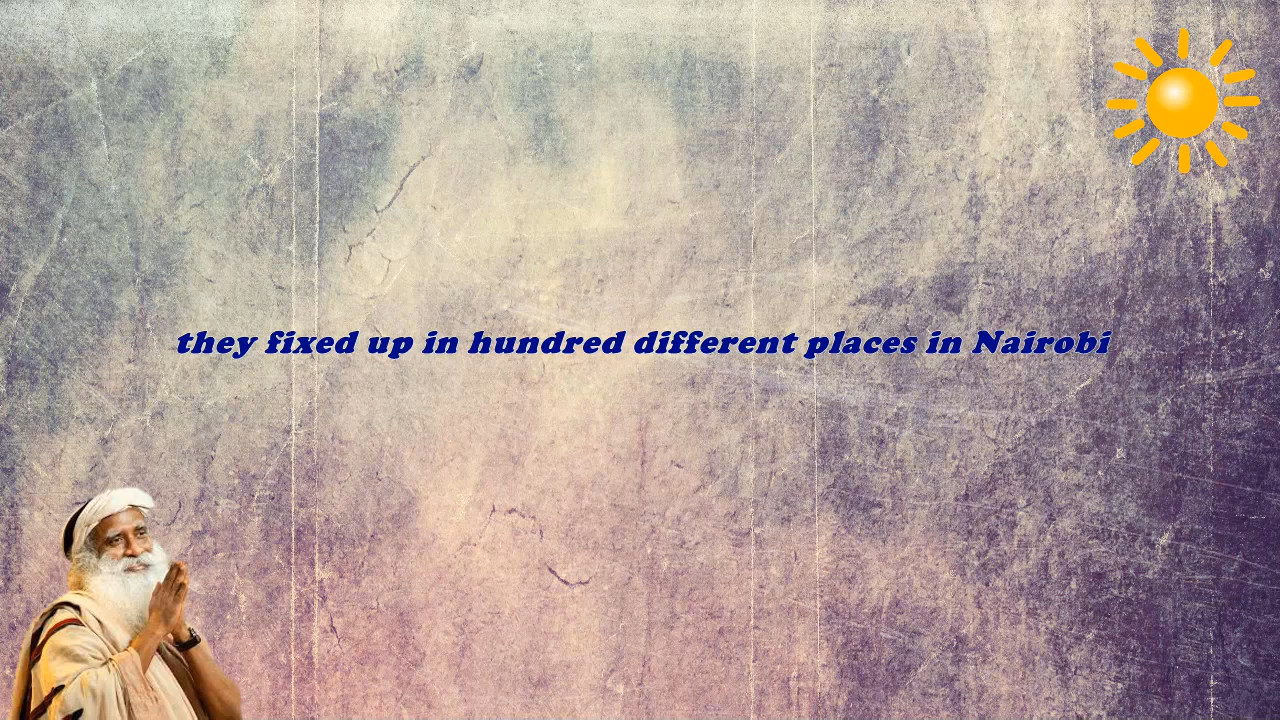 they fixed up in hundred different places in Nairobi